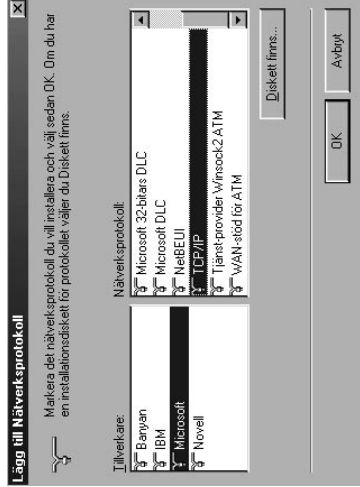 Lägg till Nätverksprotokoll
Markera det nätverksprotokoll du vill installera och välj sedan OK. Om du har
en installationsdiskett för protokollet väljer du Diskett finns.
Tillverkare:
Banyan
IBM
Microsoft
Novell
Nätverksprotokoll:
Microsoft 32-bitars DLC
Microsoft DLC
NetBEUI
TCP/IP
Tjänst-provider Winsock2 ATM
WAN-stöd för ATM
Diskett finns...
OK
Avbryt